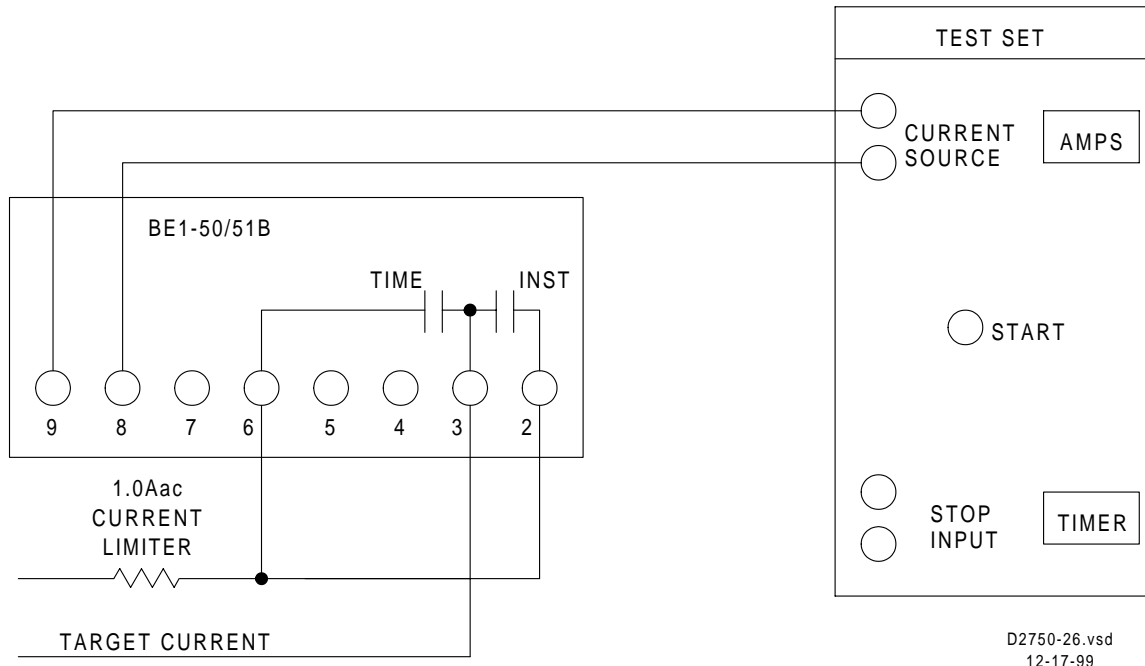 TEST SET
CURRENT
SOURCE
AMPS
BE1-50/51B
TIME
INST
START
9 8 7 6 5 4 3 2
1.0Aac
CURRENT
LIMITER
STOP
INPUT
TIMER
TARGET CURRENT
D2750-26.vsd
12-17-99